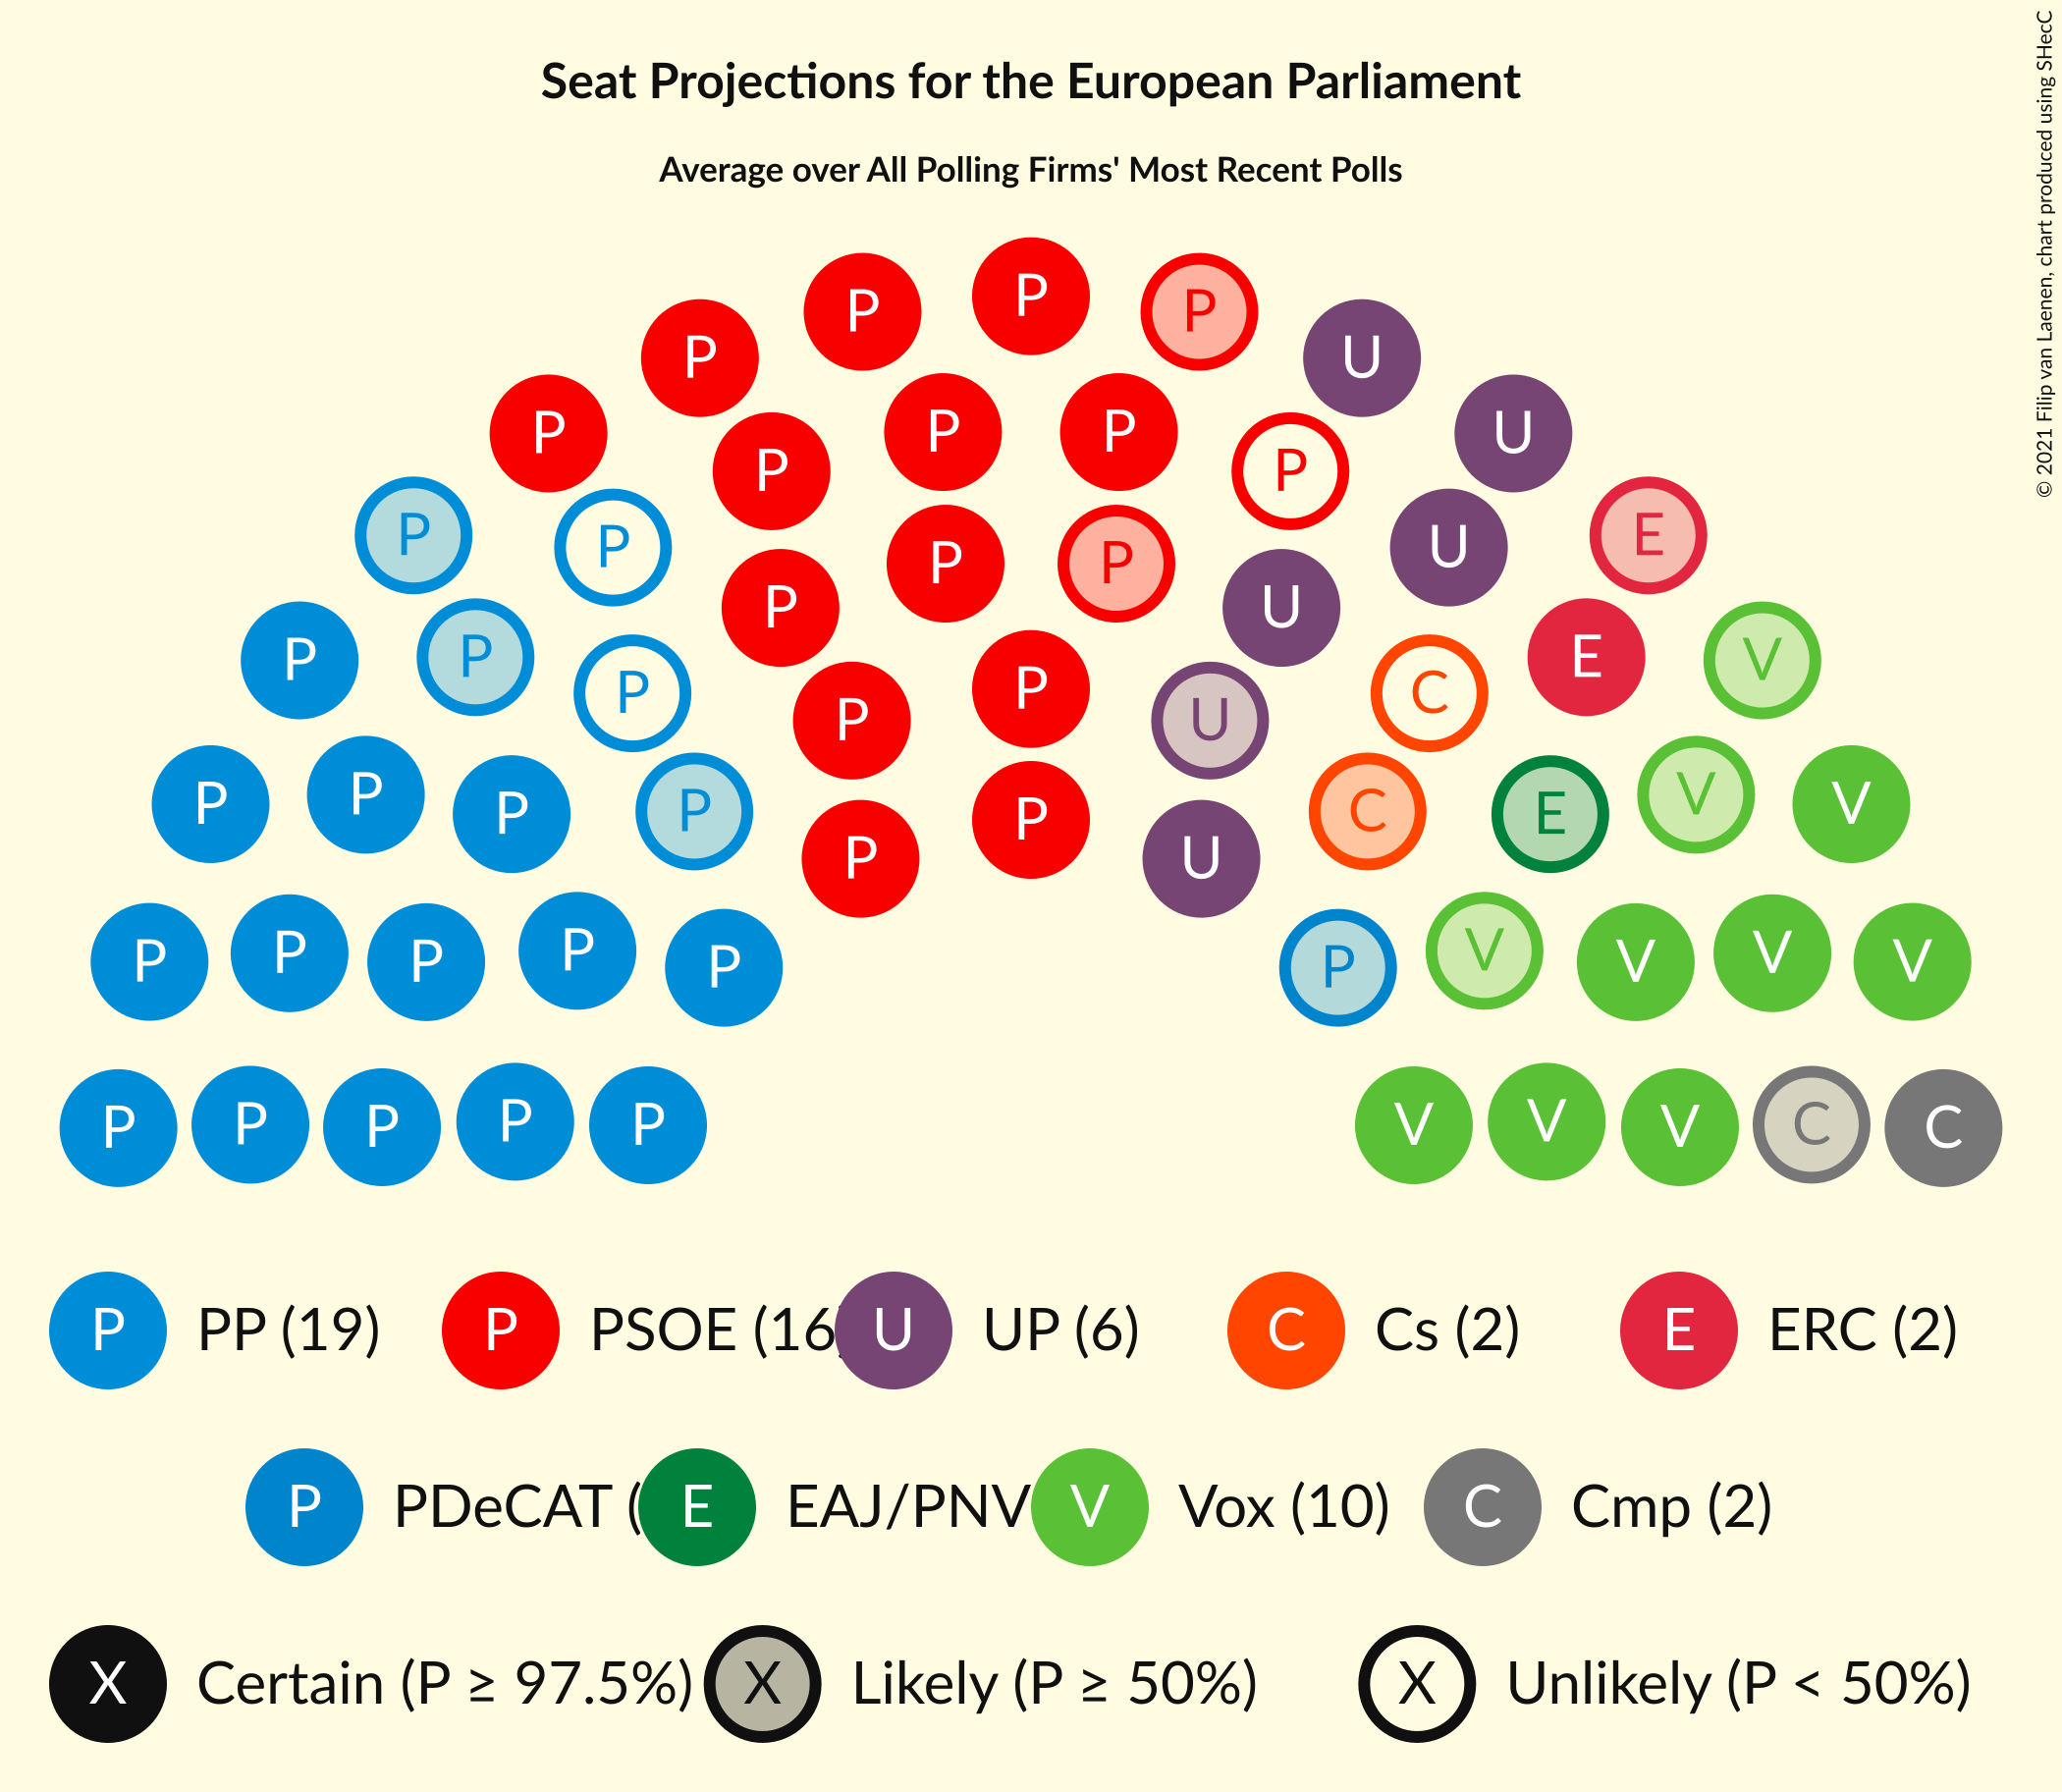 Seat Projections for the European Parliament
Average over All Polling Firms' Most Recent Polls
© 2021 Filip van Laenen, chart produced using SHecC
P
P P
P U
P P P U
P P
P P U E
P P
P U
P P E V
P P C
P U
P P P P C E V V
P
P U
P P P P P P V V V V
P P P P P V V V C C
P PP (19) P PSOE (16 U UP (6) C Cs (2) E ERC (2)
P PDeCAT ( E EAJ/PNV V Vox (10) C Cmp (2)
X Certain (P ≥ 97.5%) X Likely (P ≥ 50%) X Unlikely (P < 50%)